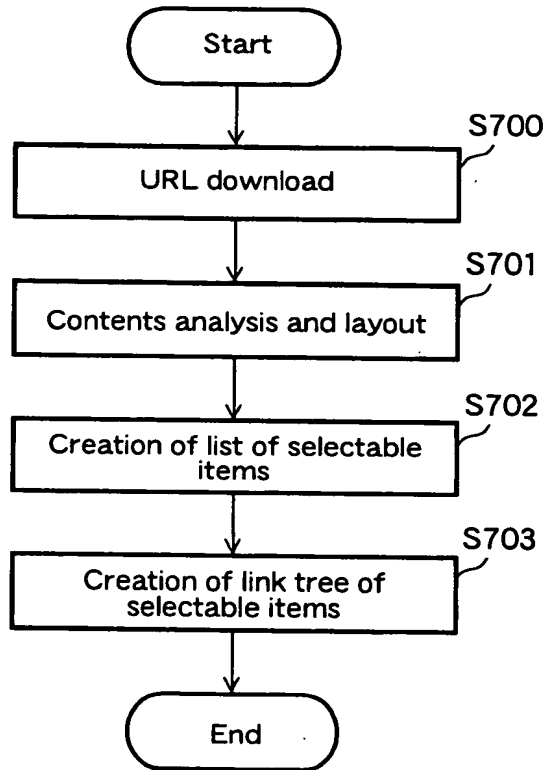 Start
S700
URL download
S701
Contents analysis and layout
S702
Creation of list of selectable
items
S703
Creation of link tree of
selectable items
End